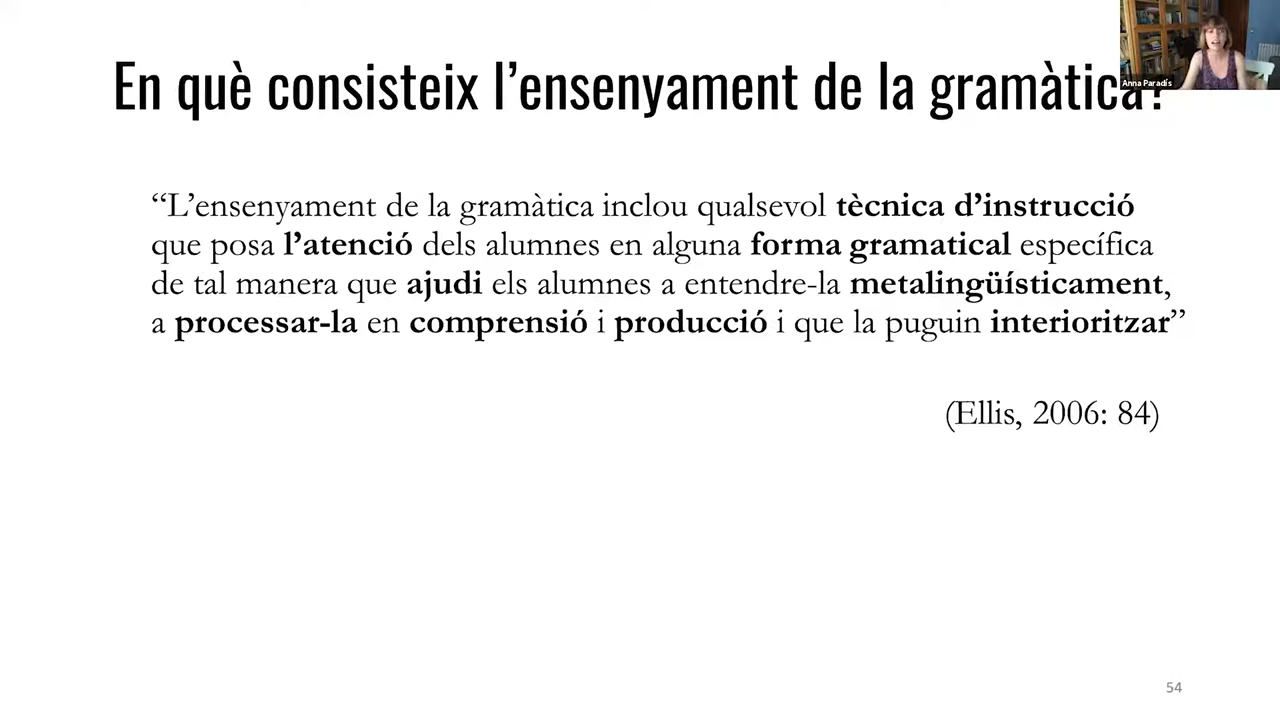 En què consisteix l’ensenyament de la gramàtica?
Anna Paradís
“L’ensenyament de la gramàtica inclou qualsevol tècnica d’instrucció
que posa l’atenció dels alumnes en alguna forma gramatical específica
de tal manera que ajudi els alumnes a entendre-la metalingüísticament,
a processar-la en comprensió i producció i que la puguin interioritzar”
(Ellis, 2006: 84)
54